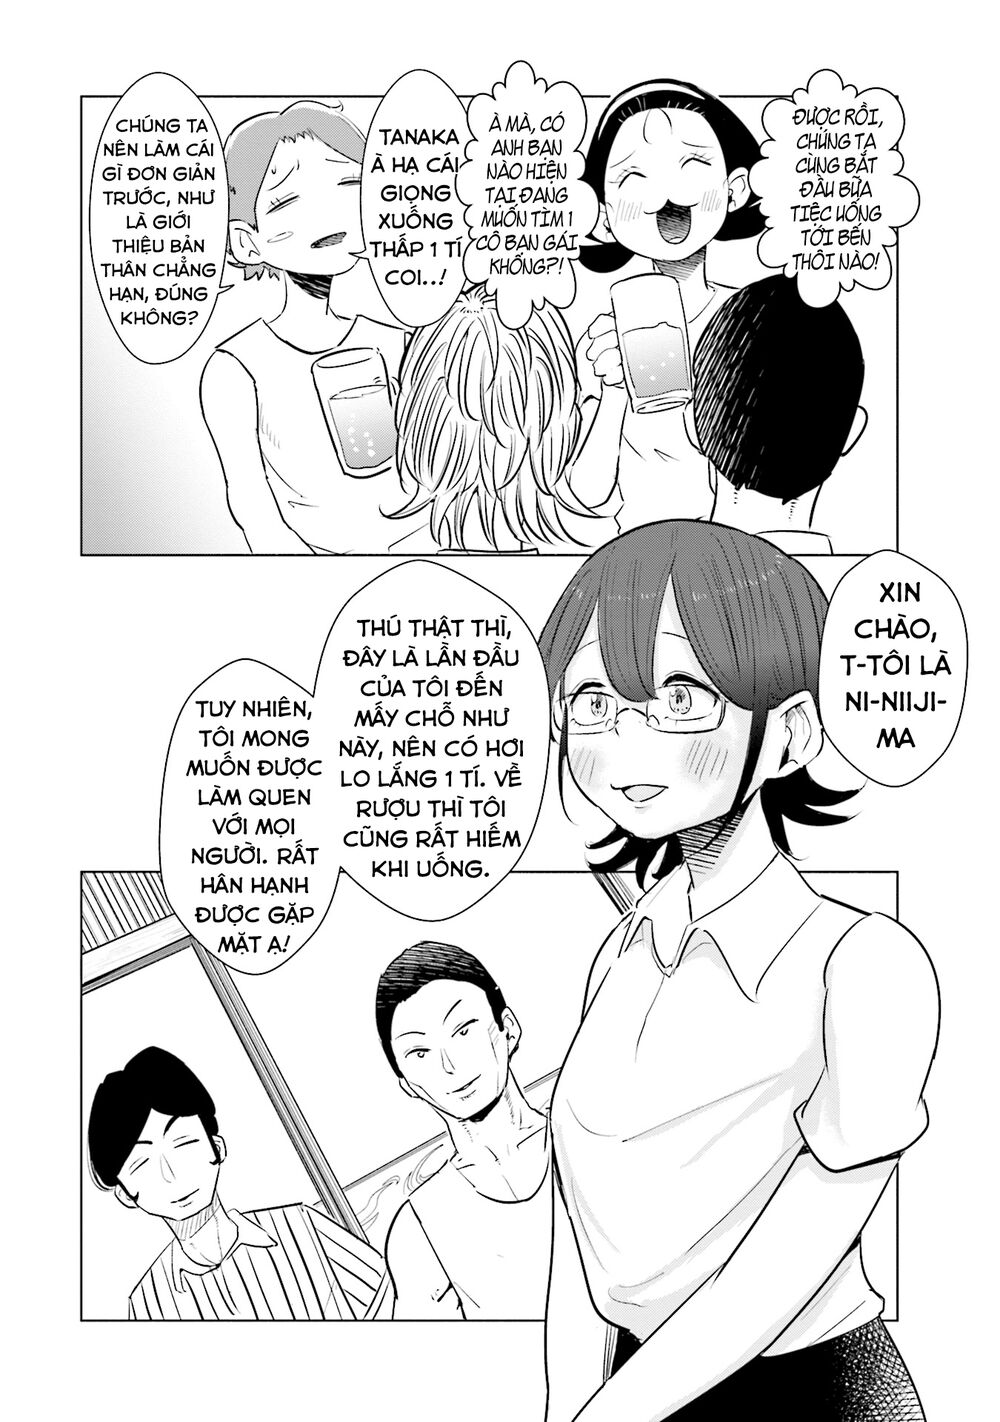 ĐƯỢC RỒI,
CHÚNG TA
CÙNG BẮT
ĐẦU BỮA
TIỆC UỐNG
TỚI BẾN
THÔI NÀO!
À MÀ, CÓ
ANH BẠN
NÀO HIỆN
TẠI ĐANG
MUỐN TÌM 1
CÔ BẠN GÁI
KHÔNG?!
TANAKA
À HẠ CÁI
GIỌNG
XUỐNG
THẤP 1 TÍ
COI...!
CHÚNG TA
NÊN LÀM CÁI
GÌ ĐƠN GIẢN
TRƯỚC, NHƯ
LÀ GIỚI
THIỆU BẢN
THÂN CHẲNG
HẠN, ĐÚNG
KHÔNG?
XIN
CHÀO,
T-TÔI LÀ
NI-NIIJI-
MA
THÚ THẬT THÌ,
ĐÂY LÀ LẦN ĐẦU
CỦA TÔI ĐẾN
MẤY CHỖ NHƯ
NÀY, NÊN CÓ HƠI
LO LẮNG 1 TÍ. VỀ
RƯỢU THÌ TÔI
CŨNG RẤT HIẾM
KHI UỐNG.
TUY NHIÊN,
TÔI MONG
MUỐN ĐƯỢC
LÀM QUEN
VỚI MỌI
NGƯỜI. RẤT
HÂN HẠNH
ĐƯỢC GẶP
MẶT Ạ!